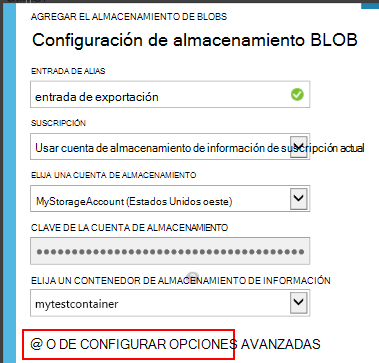 AGREGAR EL ALMACENAMIENTO DE BLOBS
Configuración de almacenamiento BLOB
ENTRADA DE ALIAS
entrada de exportación
SUSCRIPCIÓN
Usar cuenta de almacenamiento de información de suscripción actual
ELIJA UNA CUENTA DE ALMACENAMIENTO
MyStorageAccount (Estados Unidos oeste)
CLAVE DE LA CUENTA DE ALMACENAMIENTO
ELIJA UN CONTENEDOR DE ALMACENAMIENTO DE INFORMACIÓN
mytestcontainer
@ O DE CONFIGURAR OPCIONES AVANZADAS